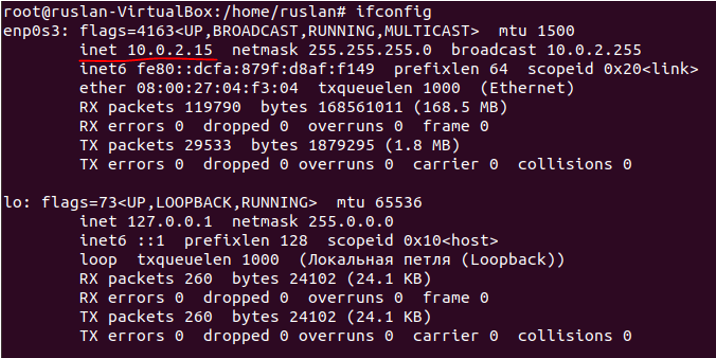 root@ruslan-VirtualBox:/home/ruslan# ifconfig
enp0s3: flags=4163<UP,BROADCAST,RUNNING,MULTICAST>  mtu 1500
        inet 10.0.2.15  netmask 255.255.255.0  broadcast 10.0.2.255
        inet6 fe80::dcfa:879f:d8af:f149  prefixlen 64  scopeid 0x20<link>
        ether 08:00:27:04:f3:04  txqueuelen 1000  (Ethernet)
        RX packets 119790  bytes 168561011 (168.5 MB)
        RX errors 0  dropped 0  overruns 0  frame 0
        TX packets 29533  bytes 1879295 (1.8 MB)
        TX errors 0  dropped 0 overruns 0  carrier 0  collisions 0

lo: flags=73<UP,LOOPBACK,RUNNING>  mtu 65536
        inet 127.0.0.1  netmask 255.0.0.0
        inet6 ::1  prefixlen 128  scopeid 0x10<host>
        loop  txqueuelen 1000  (Локальная петля (Loopback))
        RX packets 260  bytes 24102 (24.1 KB)
        RX errors 0  dropped 0  overruns 0  frame 0
        TX packets 260  bytes 24102 (24.1 KB)
        TX errors 0  dropped 0 overruns 0  carrier 0  collisions 0